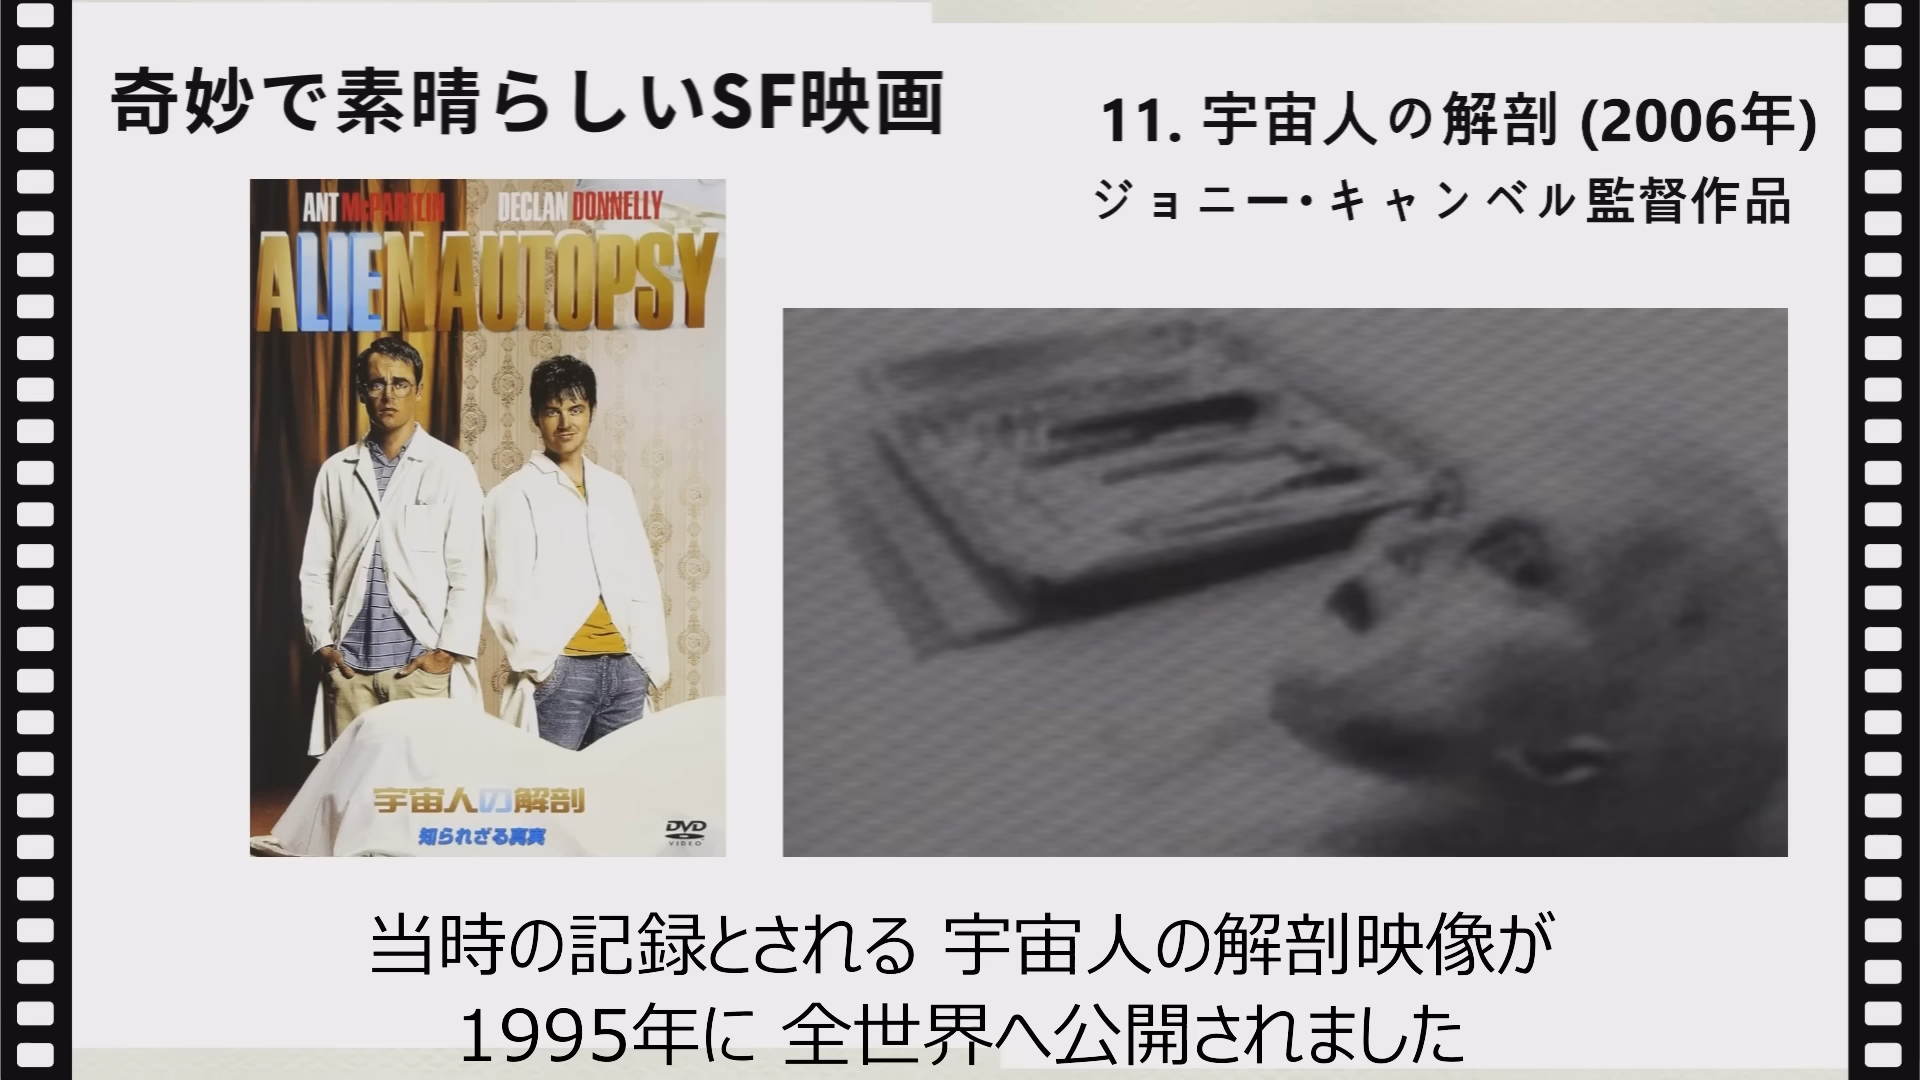 奇妙で素晴らしいSF映画
11. 宇宙人の解剖 (2006年)
ジョニー・キャンベル監督作品
ANT McPARTLIN DECLAN DONNELLY
ALIEN AUTOPSY
宇宙人の解剖
知られざる真実
DVD
VIDEO
当時の記録とされる 宇宙人の解剖映像が
1995年に 全世界へ公開されました